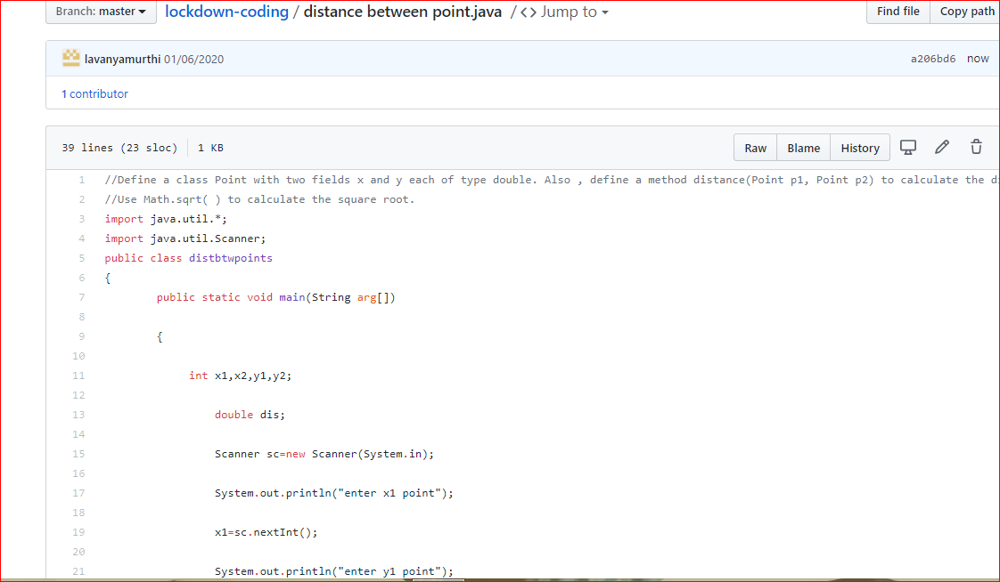 Branch: master lockdown-coding / distance between point.java / <> Jump to Find file Copy path
lavanyamurthi 01/06/2020 a206bd6 now
1 contributor
39 lines (23 sloc) 1 KB Raw Blame History
1 //Define a class Point with two fields x and y each of type double. Also , define a method distance(Point p1, Point p2) to calculate the
2 //Use Math.sqrt( ) to calculate the square root.
3 import java.util.*;
4 import java.util.Scanner;
5 public class distbtwpoints
6 {
7 public static void main(String arg[])
8
9 {
10
11 int x1,x2,y1,y2;
12
13 double dis;
14
15 Scanner sc=new Scanner(System.in);
16
17 System.out.println("enter x1 point");
18
19 x1=sc.nextInt();
20
21 System.out.println("enter y1 point");